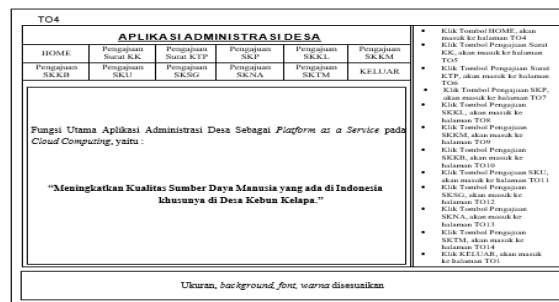 TO4
APLIKASI ADMINISTRASI DESA
HOME Pengajuan Surat KK Pengajuan Surat KTP Pengajuan SKP Pengajuan SKKL Pengajuan SKKM
Pengajuan SKKB Pengajuan SKU Pengajuan SKSG Pengajuan SKNA Pengajuan SKTM KELUAR
Fungsi Utama Aplikasi Administrasi Desa Sebagai Platform as a Service pada
Cloud Computing, yaitu :
“Meningkatkan Kualitas Sumber Daya Manusia yang ada di Indonesia
khusunya di Desa Kebun Kelapa.”
• Klik Tombol HOME, akan
masuk ke halaman TO4
• Klik Tombol Pengajuan Surat
KK, akan masuk ke halaman
TO5
• Klik Tombol Pengajuan Surat
KTP, akan masuk ke halaman
TO6
• Klik Tombol Pengajuan SKP,
akan masuk ke halaman TO7
• Klik Tombol Pengajuan
SKKL, akan masuk ke
halaman TO8
• Klik Tombol Pengajuan
SKKM, akan masuk ke
halaman TO9
• Klik Tombol Pengajuan
SKKB, akan masuk ke
halaman TO10
• Klik Tombol Pengajuan SKU,
akan masuk ke halaman TO11
• Klik Tombol Pengajuan
SKSG, akan masuk ke
halaman TO12
• Klik Tombol Pengajuan
SKNA, akan masuk ke
halaman TO13
• Klik Tombol Pengajuan
SKTM, akan masuk ke
halaman TO14
• Klik KELUAR, akan masuk
ke halaman TO1
Ukuran, background, font, warna disesuaikan